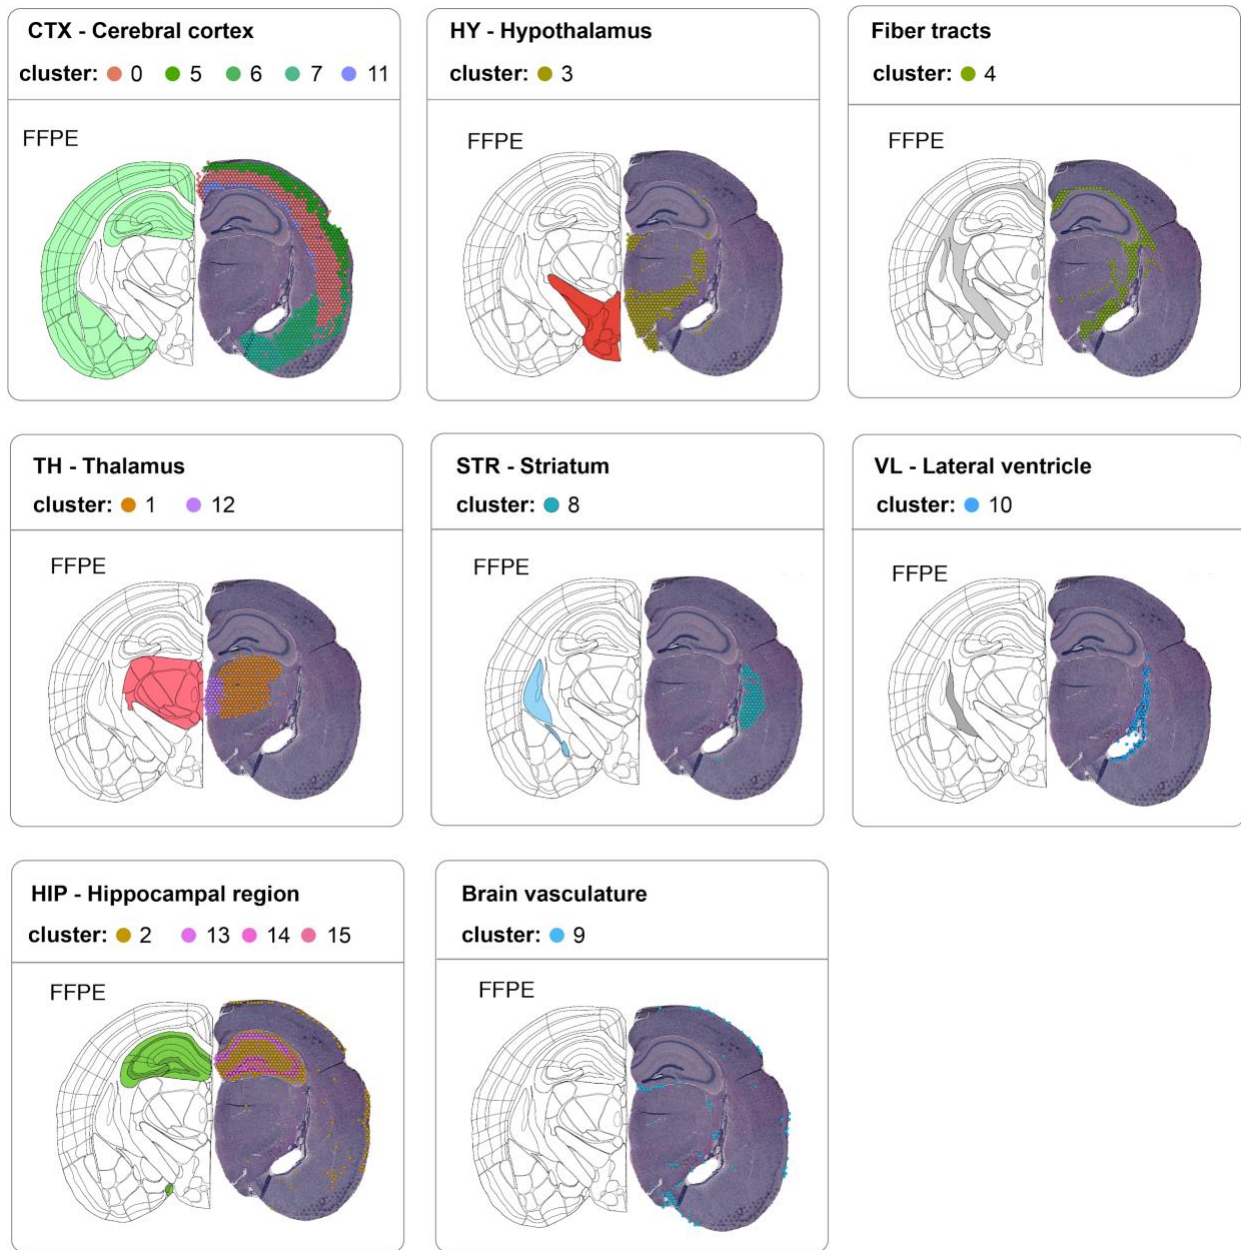 CTX - Cerebral cortex
cluster: 0 5 6 7 11
FFPE
HY - Hypothalamus
cluster: 3
FFPE
Fiber tracts
cluster: 4
FFPE
TH - Thalamus
cluster: 1 12
FFPE
STR - Striatum
cluster: 8
FFPE
VL - Lateral ventricle
cluster: 10
FFPE
HIP - Hippocampal region
cluster: 2 13 14 15
FFPE
Brain vasculature
cluster: 9
FFPE